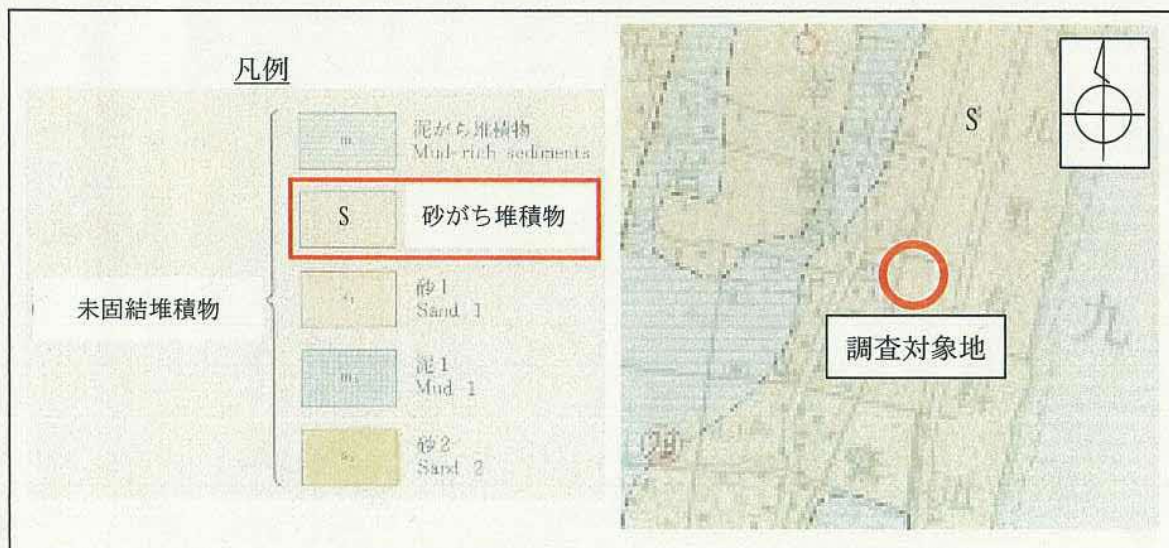 凡例
m
泥がち堆積物
Mud-rich sediments
S
砂がち堆積物
未固結堆積物
砂1
Sand 1
泥1
Mud 1
砂2
Sand 2
S
九
調査対象地